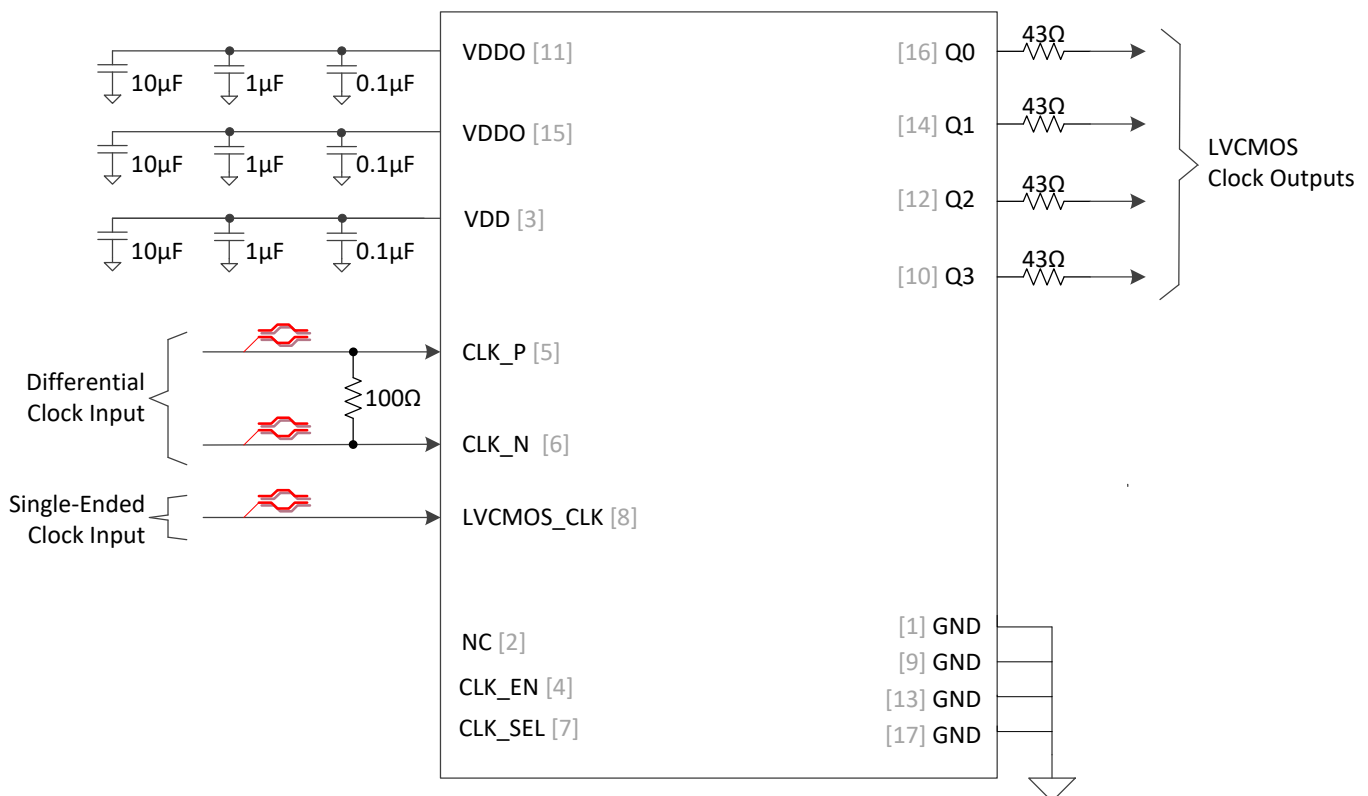 VDDO [11]
10µF
1µF
0.1µF
VDDO [15]
10µF
1µF
0.1µF
VDD [3]
10µF
1µF
0.1µF
Differential
Clock Input
100Ω
CLK_P [5]
CLK_N [6]
Single-Ended
Clock Input
LVCMOS_CLK [8]
NC [2]
CLK_EN [4]
CLK_SEL [7]
[16] Q0
43Ω
[14] Q1
43Ω
[12] Q2
43Ω
[10] Q3
43Ω
LVCMOS
Clock Outputs
[1] GND
[9] GND
[13] GND
[17] GND